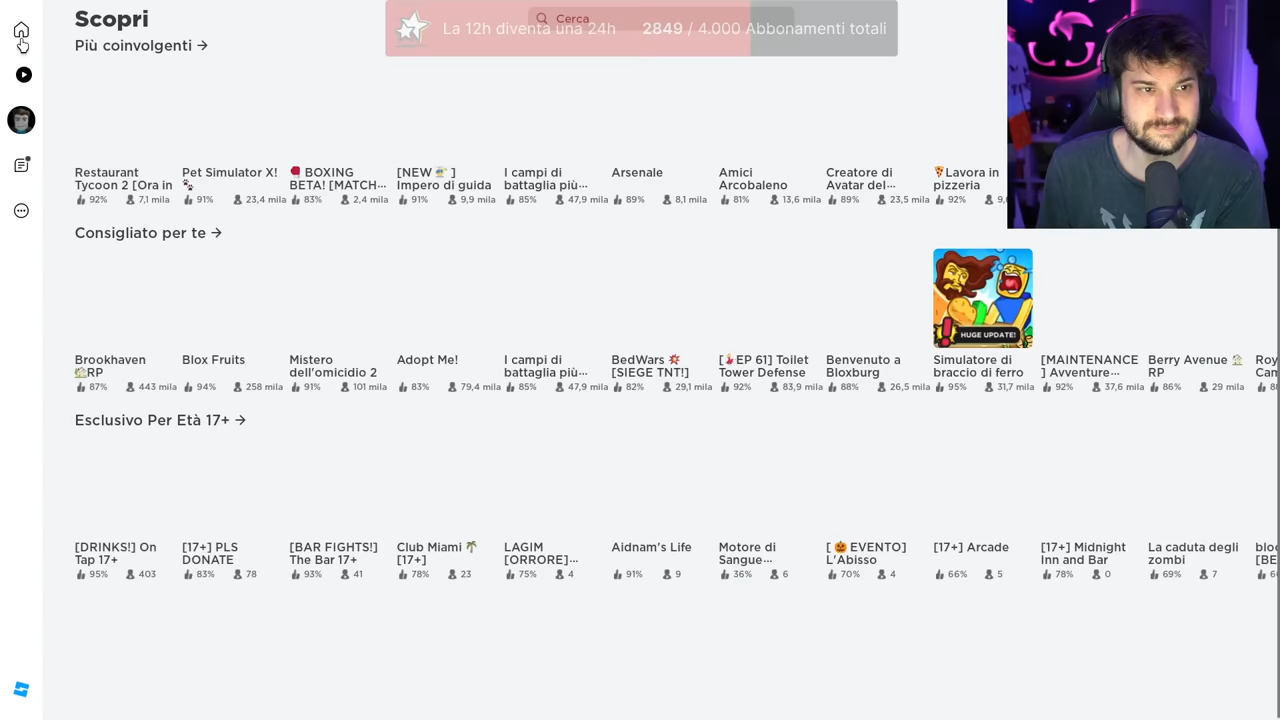 Scopri
Cerca
La 12h diventa una 24h 2849 / 4.000 Abbonamenti totali
Più coinvolgenti →
Restaurant Tycoon 2 [Ora in
92% 7,1 mila
Pet Simulator X! 🐾
91% 23,4 mila
🥊 BOXING BETA! [MATCH...
83% 2,4 mila
[NEW ] Impero di guida
91% 9,9 mila
I campi di battaglia più...
85% 47,9 mila
Arsenale
89% 8,1 mila
Amici Arcobaleno
81% 13,6 mila
Creatore di Avatar del...
89% 23,5 mila
🍕Lavora in pizzeria
92% 9,
Consigliato per te →
HUGE UPDATE!
Brookhaven 🏡RP
87% 443 mila
Blox Fruits
94% 258 mila
Mistero dell'omicidio 2
91% 101 mila
Adopt Me!
83% 79,4 mila
I campi di battaglia più...
85% 47,9 mila
BedWars 💥 [SIEGE TNT!]
82% 29,1 mila
[ EP 61] Toilet Tower Defense
92% 83,9 mila
Benvenuto a Bloxburg
88% 26,5 mila
Simulatore di braccio di ferro
95% 31,7 mila
[MAINTENANCE ] Avventure...
92% 37,6 mila
Berry Avenue 🏡 RP
86% 29 mila
Roy
Can
Esclusivo Per Età 17+ →
[DRINKS!] On Tap 17+
95% 403
[17+] PLS DONATE
83% 78
[BAR FIGHTS!] The Bar 17+
93% 41
Club Miami 🌴 [17+]
78% 23
LAGIM [ORRORE]...
75% 4
Aidnam's Life
91% 9
Motore di Sangue...
36% 6
[ 🎃 EVENTO] L'Abisso
70% 4
[17+] Arcade
66% 5
[17+] Midnight Inn and Bar
78% 0
La caduta degli zombi
69% 7
bloo
[BE